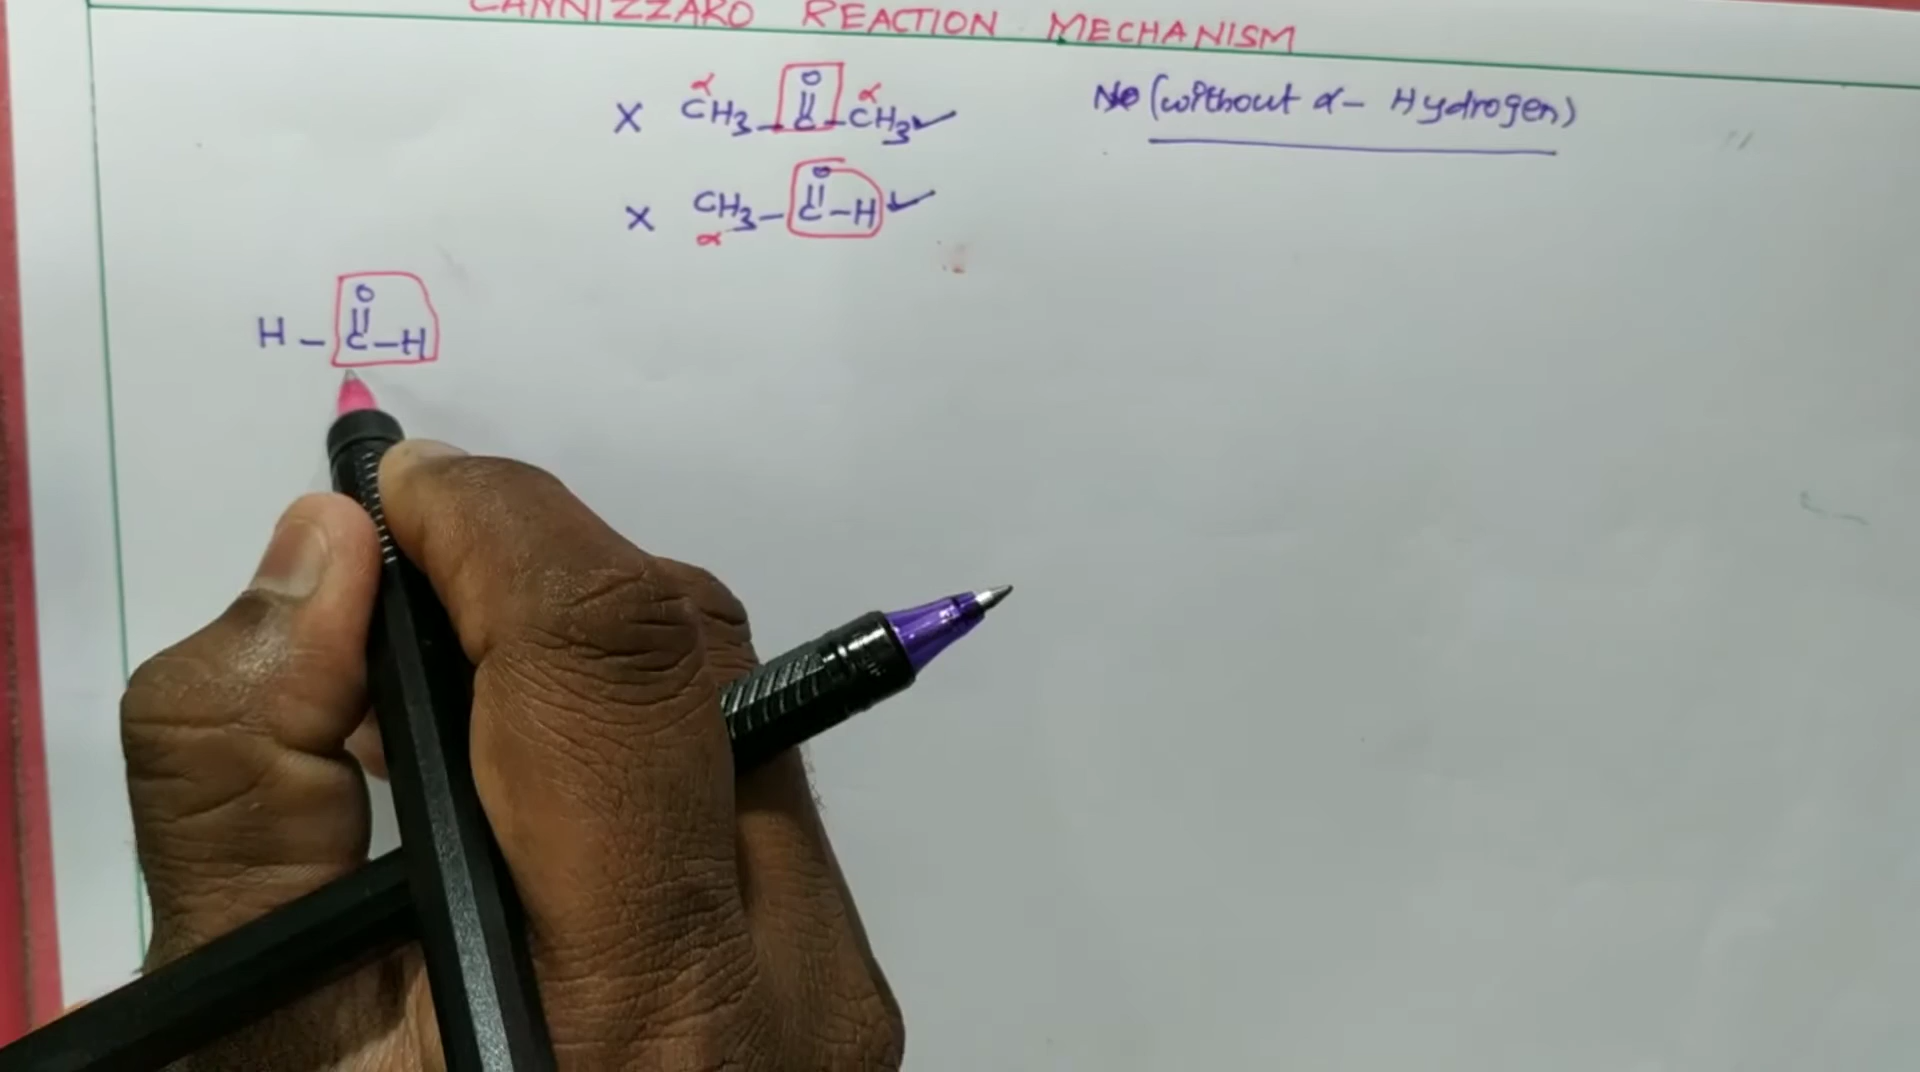 CANNIZZARO REACTION MECHANISM
X CH3-C-CH3 ✓
α O α
No (without α- Hydrogen)
X CH3-C-H ✓
O
α
O
H-C-H